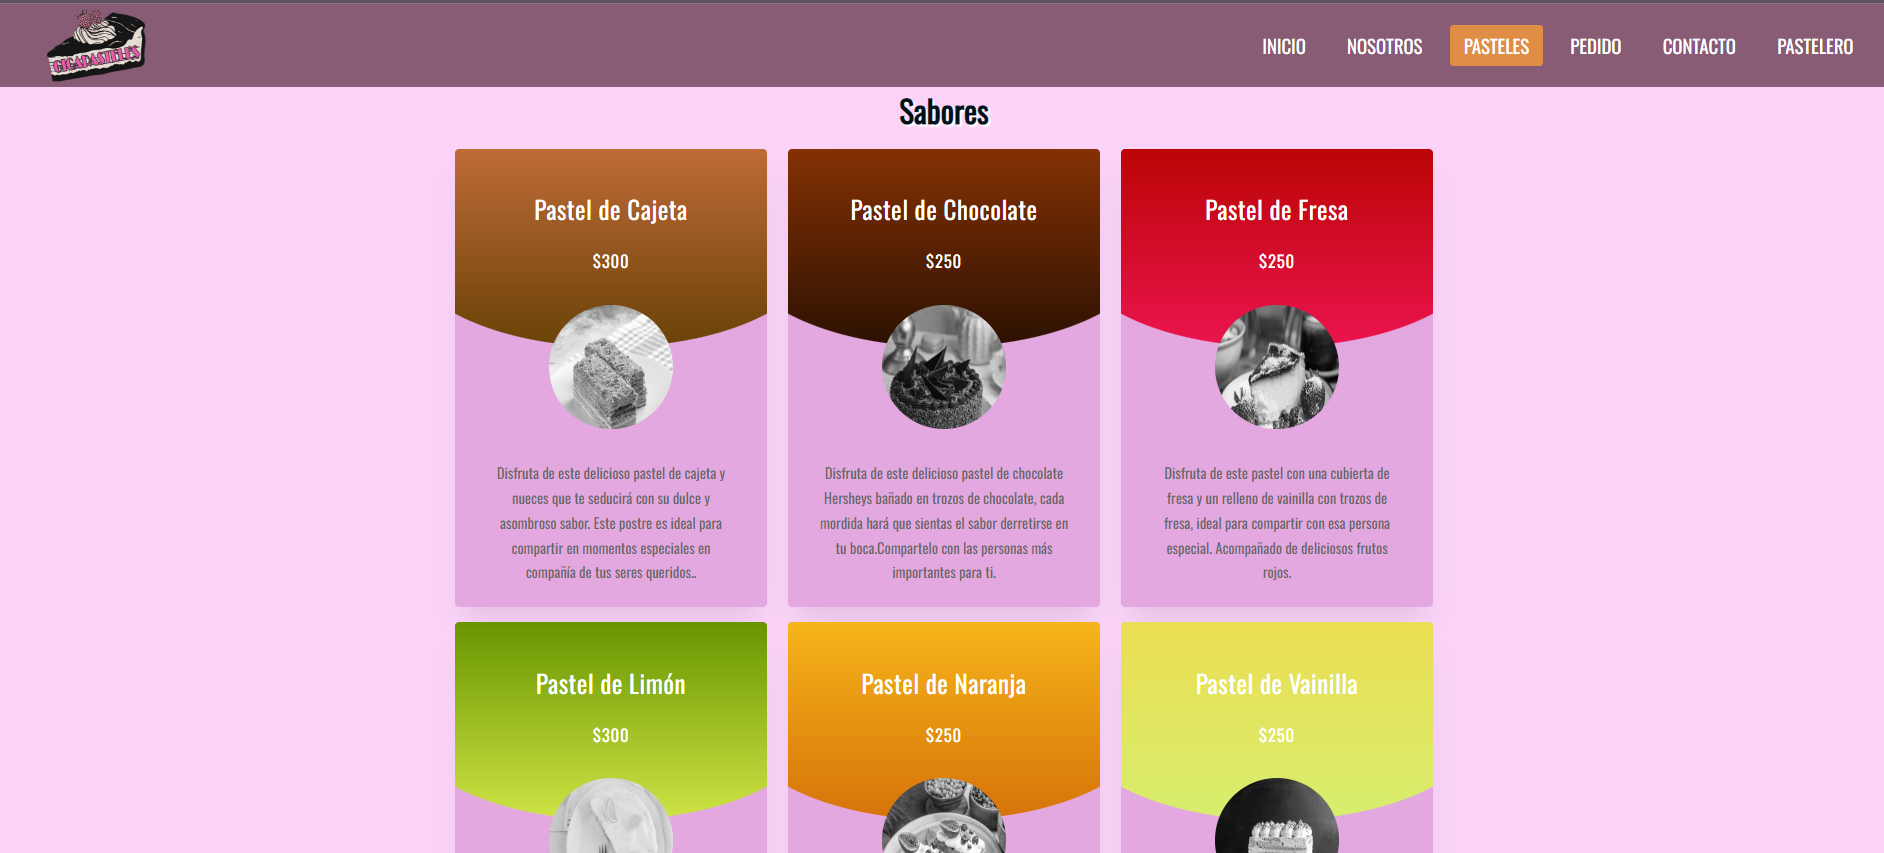 CICAPASTELES
INICIO
NOSOTROS
PASTELES
PEDIDO
CONTACTO
PASTELERO
Sabores
Pastel de Cajeta
$300
Disfruta de este delicioso pastel de cajeta y
nueces que te seducirá con su dulce y
asombroso sabor. Este postre es ideal para
compartir en momentos especiales en
compañía de tus seres queridos..
Pastel de Chocolate
$250
Disfruta de este delicioso pastel de chocolate
Hersheys bañado en trozos de chocolate, cada
mordida hará que sientas el sabor derretirse en
tu boca.Compartelo con las personas más
importantes para ti.
Pastel de Fresa
$250
Disfruta de este pastel con una cubierta de
fresa y un relleno de vainilla con trozos de
fresa, ideal para compartir con esa persona
especial. Acompañado de deliciosos frutos
rojos.
Pastel de Limón
$300
Pastel de Naranja
$250
Pastel de Vainilla
$250